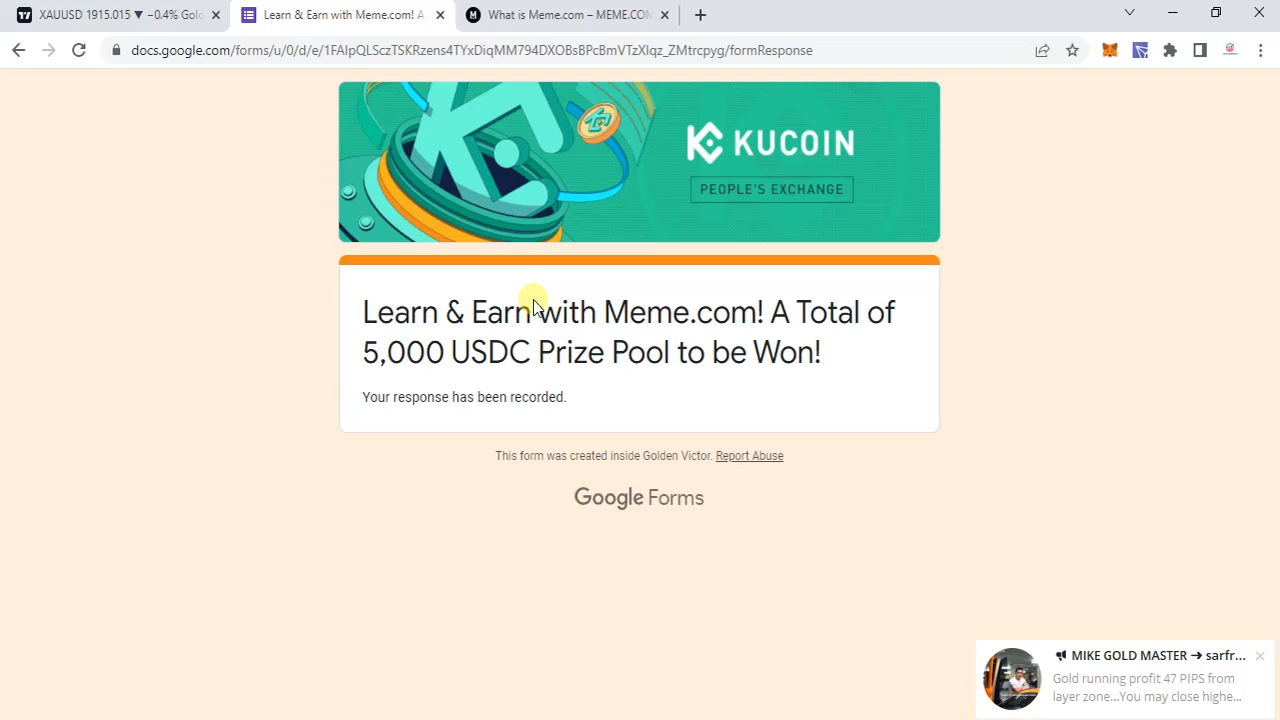 XAUUSD 1915.015 ▼ −0.4% Gol
Learn & Earn with Meme.com! A
What is Meme.com – MEME.CO
docs.google.com/forms/u/0/d/e/1FAIpQLSczTSKRzens4TYxDiqMM794DXOBsBPcBmVTzXIqz_ZMtrcpyg/formResponse
KUCOIN
PEOPLE'S EXCHANGE
Learn & Earn with Meme.com! A Total of
5,000 USDC Prize Pool to be Won!
Your response has been recorded.
This form was created inside Golden Victor. Report Abuse
Google Forms
MIKE GOLD MASTER ➔ sarfr...
Gold running profit 47 PIPS from
layer zone...You may close highe...